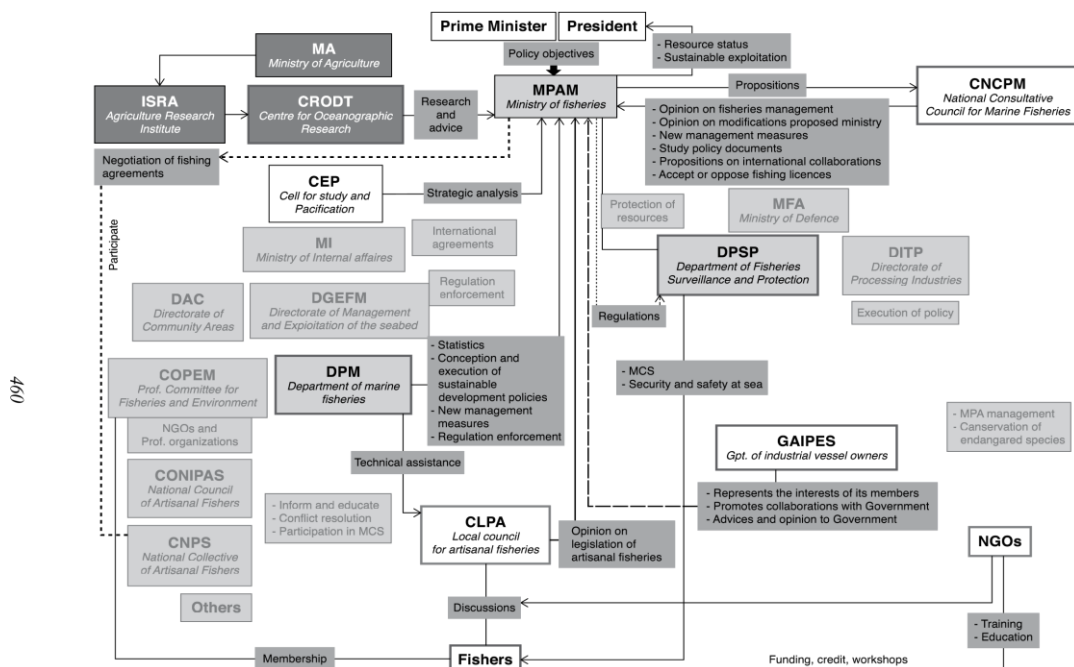 Prime Minister
President
Policy objectives
- Resource status
- Sustainable exploitation
MA
Ministry of Agriculture
ISRA
Agriculture Research
Institute
CRODT
Centre for Oceanographic
Research
Research
and
advice
MPAM
Ministry of fisheries
Propositions
CNCPM
National Consultative
Council for Marine Fisheries
- Opinion on fisheries management
- Opinion on modifications proposed ministry
- New management measures
- Study policy documents
- Propositions on international collaborations
- Accept or oppose fishing licences
Negotiation of fishing
agreements
Participate
CEP
Cell for study and
Pacification
Strategic analysis
Protection of
resources
MFA
Ministry of Defence
MI
Ministry of Internal affaires
International
agreements
DPSP
Department of Fisheries
Surveillance and Protection
DITP
Directorate of
Processing Industries
DAC
Directorate of
Community Areas
DGEFM
Directorate of Management
and Expioitation of the seabed
Regulation
enforcement
Regulations
Execution of policy
460
DPM
Department of marine
fisheries
- Statistics
- Conception and
execution of
sustainable
development policies
- New management
measures
- Regulation enforcement
- MCS
- Security and safety at sea
COPEM
Prof. Committee for
Fisheries and Environment
NGOs and
Prof. organizations
Technical assistance
GAIPES
Gpt. of industrial vessel owners
- MPA management
- Canservation of
endangared species
CONIPAS
National Council
of Artisanal Fishers
- Inform and educate
- Conflict resolution
- Participation in MCS
- Represents the interests of its members
- Promotes collaborations with Government
- Advices and opinion to Government
CLPA
Local council
for artisanal fisheries
Opinion on
legislation of
artisanal fisheries
CNPS
National Collective
of Artisanal Fishers
NGOs
Others
Discussions
- Training
- Education
Membership
Fishers
Funding, credit, workshops